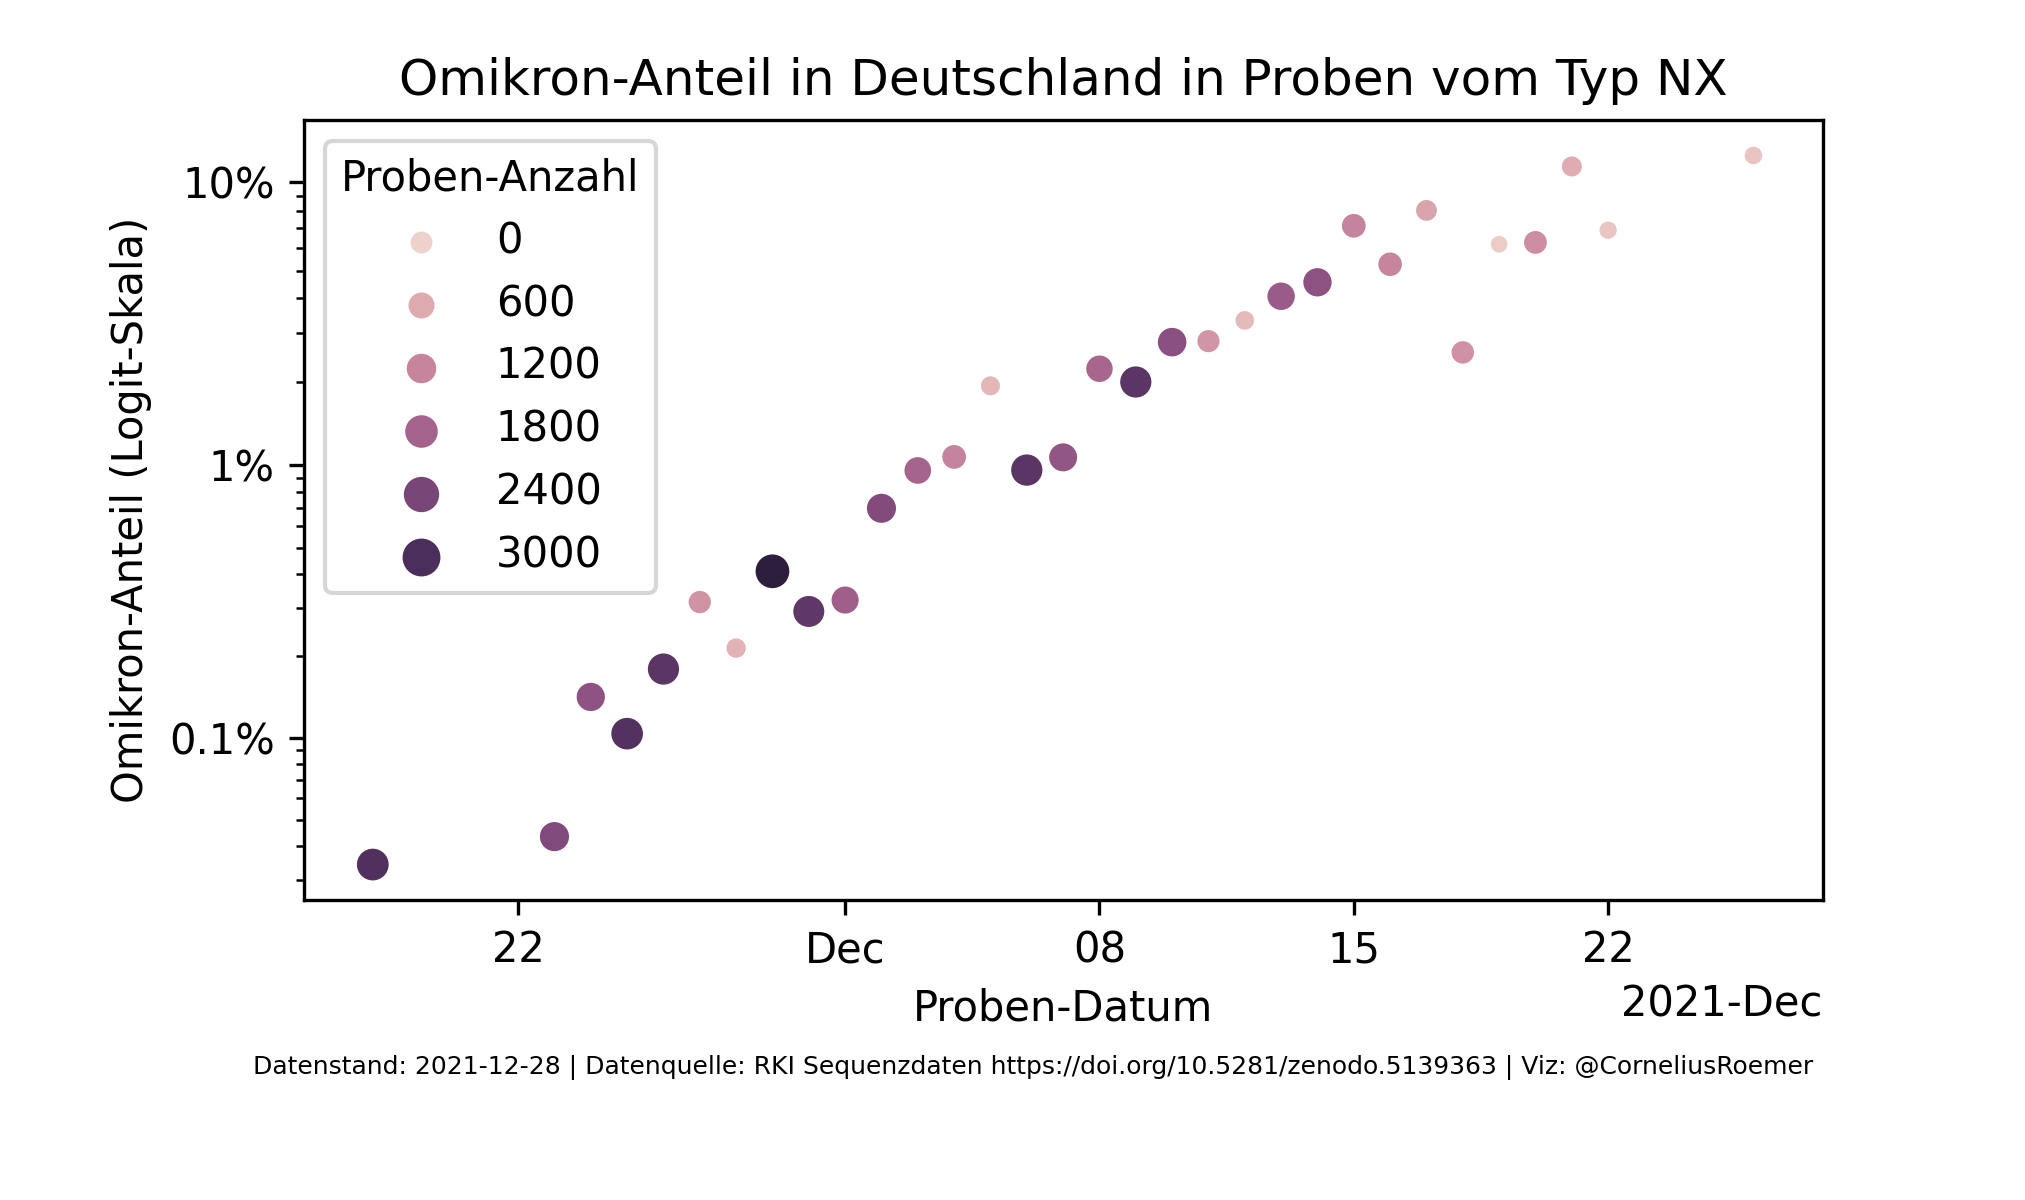 Omikron-Anteil in Deutschland in Proben vom Typ NX
Omikron-Anteil (Logit-Skala)
10%
1%
0.1%
Proben-Anzahl
0
600
1200
1800
2400
3000
22
Dec
08
15
22
2021-Dec
Proben-Datum
Datenstand: 2021-12-28 | Datenquelle: RKI Sequenzdaten https://doi.org/10.5281/zenodo.5139363 | Viz: @CorneliusRoemer